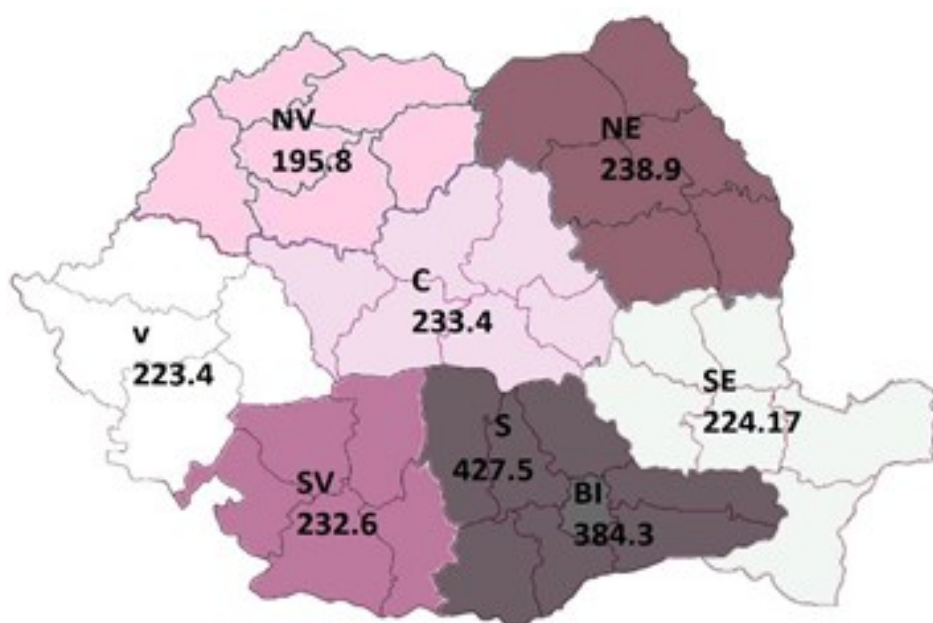 NV
195.8
NE
238.9
C
233.4
v
223.4
SE
224.17
S
427.5
SV
232.6
BI
384.3